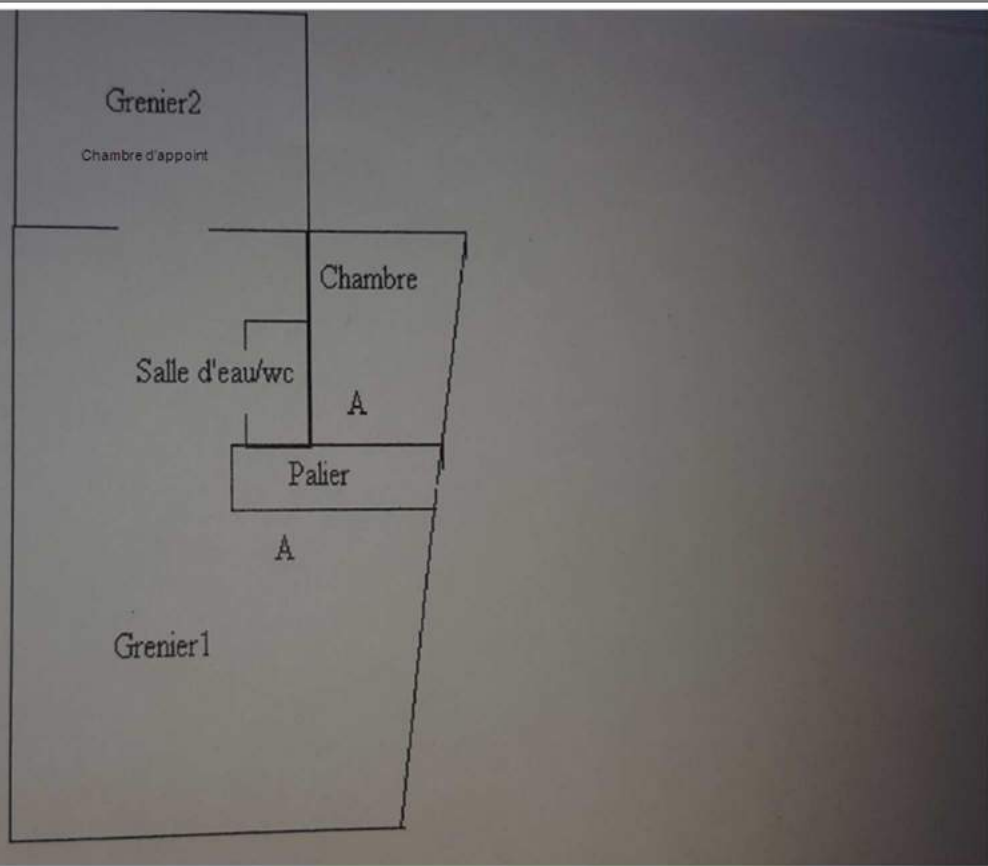 Grenier2
Chambre d'appoint
Chambre
Salle d'eau/wc
A
Palier
A
Grenier1